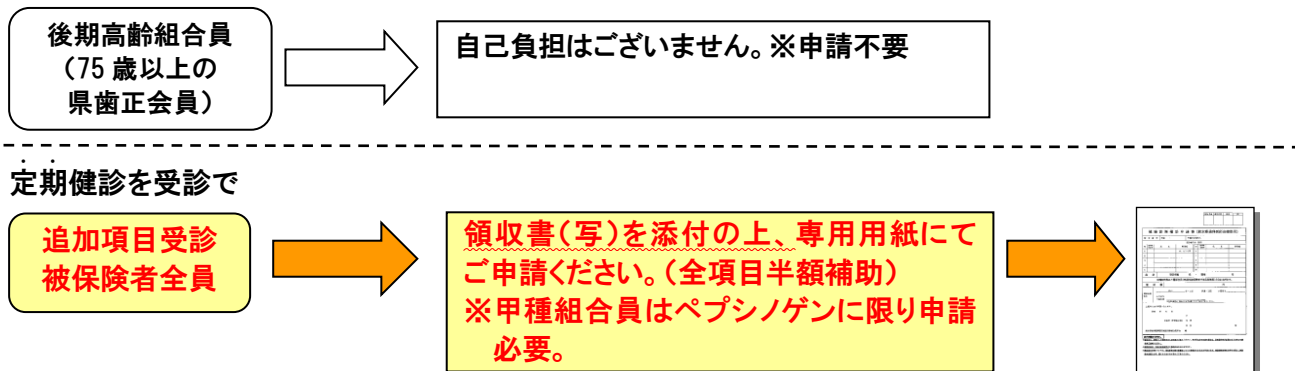 後期高齢組合員
（75歳以上の
県歯正会員）
自己負担はございません。※申請不要
定期健診を受診で
追加項目受診
被保険者全員
領収書（写）を添付の上、専用用紙にて
ご申請ください。（全項目半額補助）
※甲種組合員はペプシノゲンに限り申請
必要。